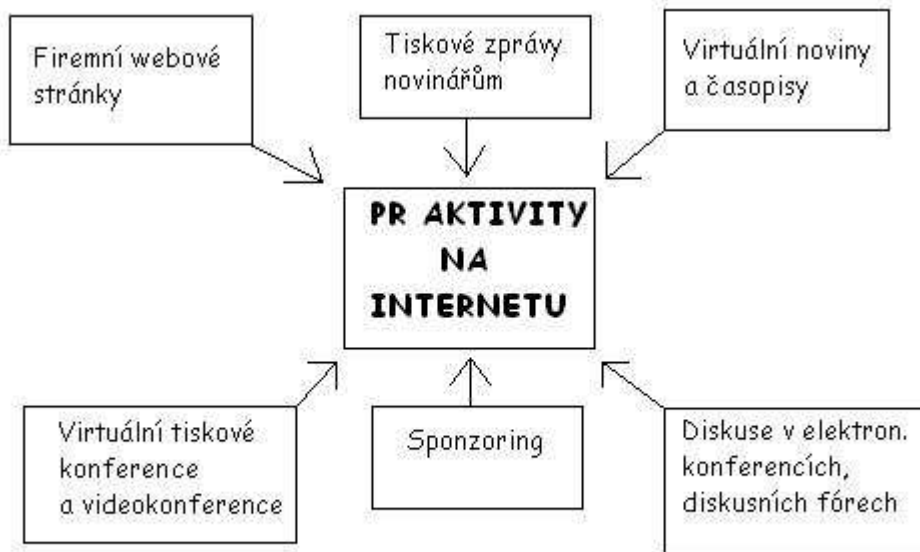 Firemní webové
stránky
Tiskové zprávy
novinářům
Virtuální noviny
a časopisy
PR AKTIVITY
NA
INTERNETU
Virtuální tiskové
konference
a videokonference
Sponzoring
Diskuse v elektron.
konferencích,
diskusních fórech